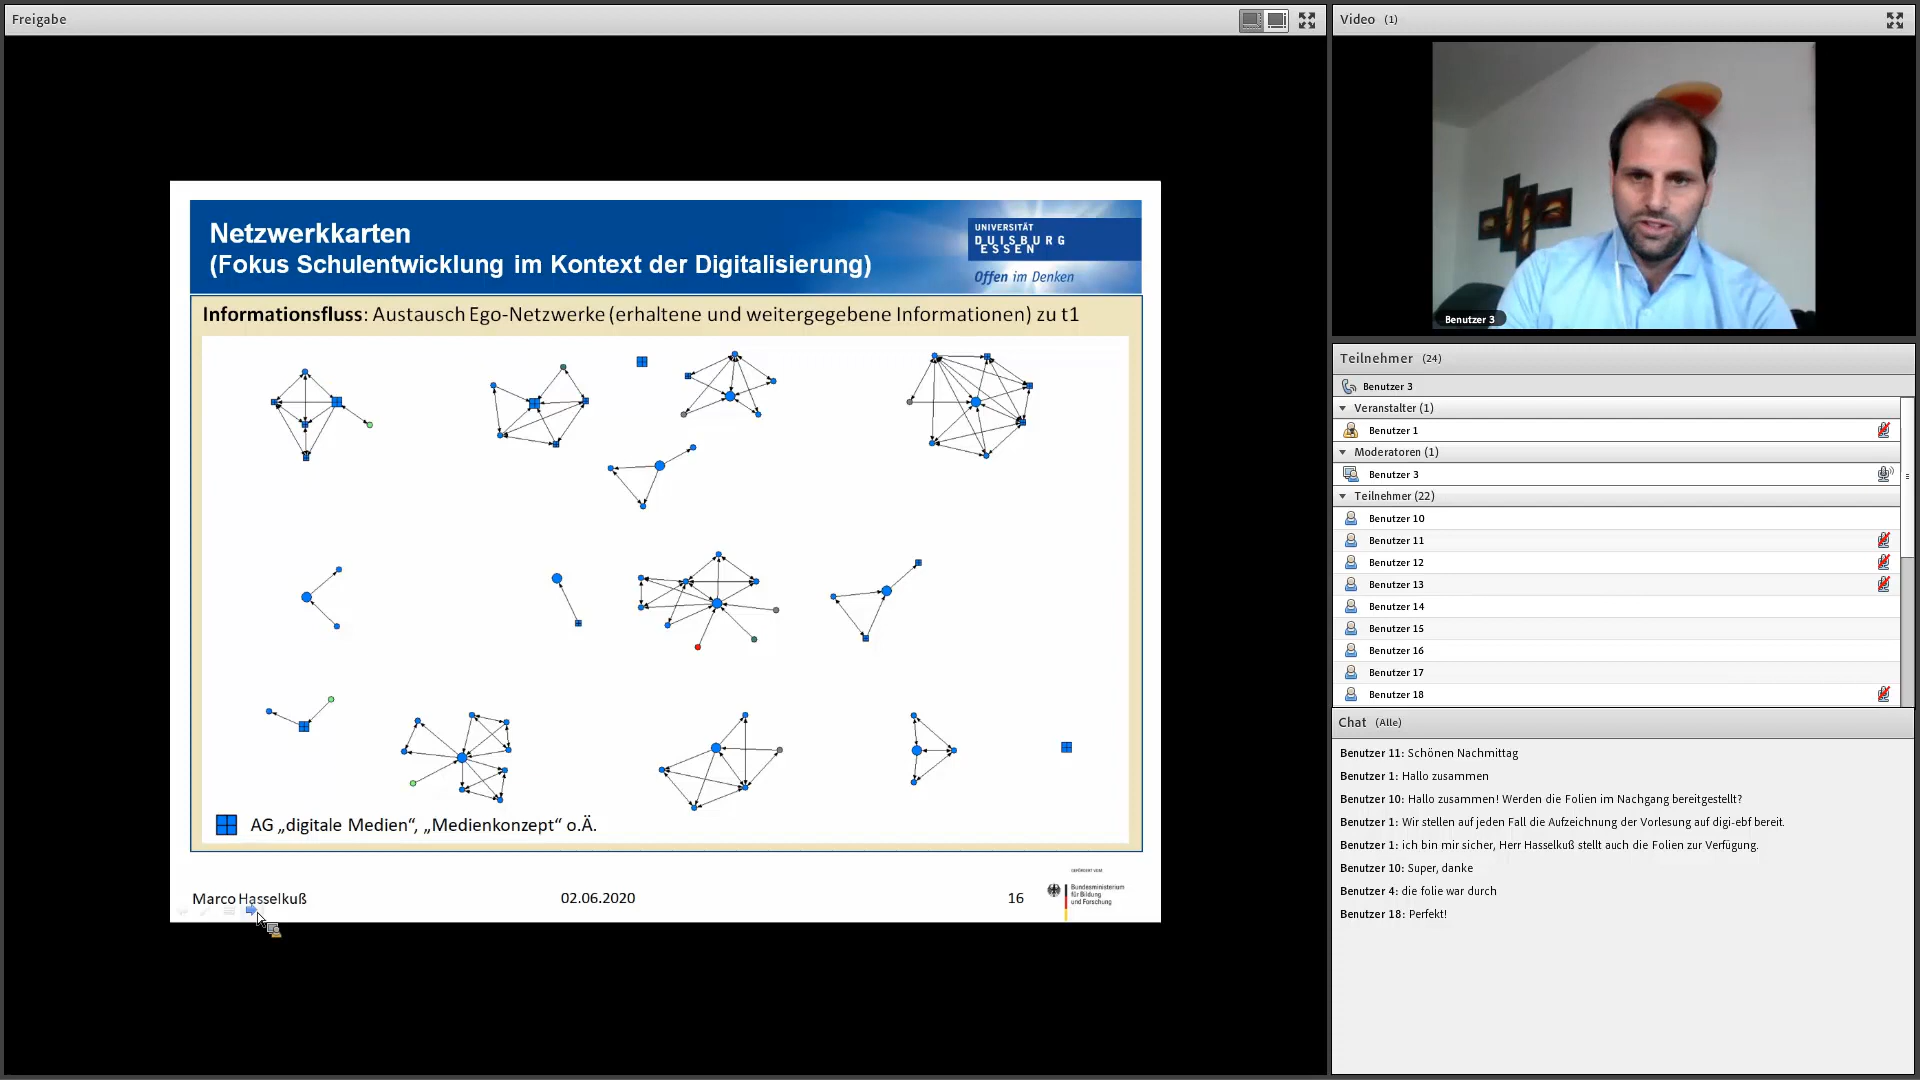 Freigabe
Netzwerkkarten
(Fokus Schulentwicklung im Kontext der Digitalisierung)
UNIVERSITÄT
DUISBURG
ESSEN
Offen im Denken
Informationsfluss: Austausch Ego-Netzwerke (erhaltene und weitergegebene Informationen) zu t1
AG „digitale Medien“, „Medienkonzept“ o.Ä.
Marco Hasselkuß
02.06.2020
16
Bundesministerium
für Bildung
und Forschung
Video (1)
Benutzer 3
Teilnehmer (24)
Benutzer 3
Veranstalter (1)
Benutzer 1
Moderatoren (1)
Benutzer 3
Teilnehmer (22)
Benutzer 10
Benutzer 11
Benutzer 12
Benutzer 13
Benutzer 14
Benutzer 15
Benutzer 16
Benutzer 17
Benutzer 18
Chat (Alle)
Benutzer 11: Schönen Nachmittag
Benutzer 1: Hallo zusammen
Benutzer 10: Hallo zusammen! Werden die Folien im Nachgang bereitgestellt?
Benutzer 1: Wir stellen auf jeden Fall die Aufzeichnung der Vorlesung auf digi-ebf bereit.
Benutzer 1: ich bin mir sicher, Herr Hasselkuß stellt auch die Folien zur Verfügung.
Benutzer 10: Super, danke
Benutzer 4: die folie war durch
Benutzer 18: Perfekt!